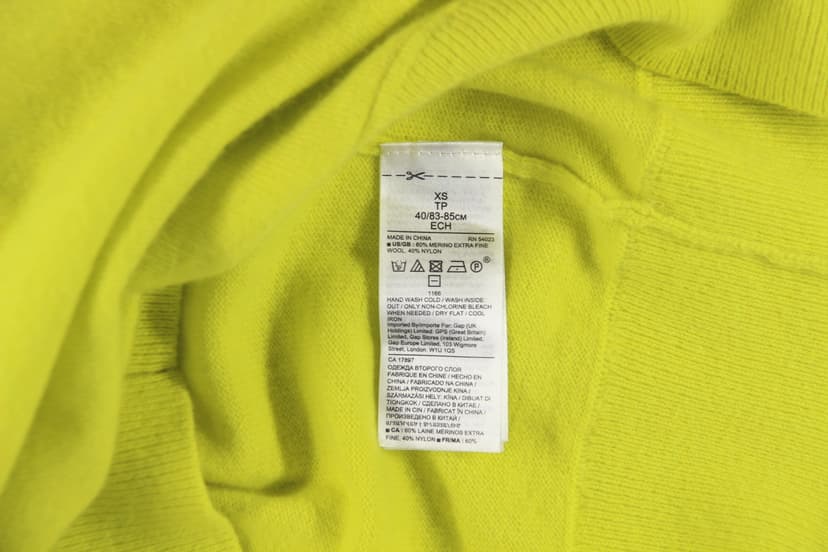 XS
TP
40/83-85см
ECH
MADE IN CHINA RN 54023
■ US/GB : 60% MERINO EXTRA FINE
WOOL, 40% NYLON
P
1166
HAND WASH COLD / WASH INSIDE
OUT / ONLY NON-CHLORINE BLEACH
WHEN NEEDED / DRY FLAT / COOL
IRON
Imported By/Importe Par: Gap (UK
Holdings) Limited: GPS (Great Britain)
Limited, Gap Stores (Ireland) Limited,
Gap Europe Limited, 103 Wigmore
Street, London. W1U 1QS
CA 17897
ОДЕЖДА ВТОРОГО СЛОЯ
FABRIQUE EN CHINE / HECHO EN
CHINA / FABRICADO NA CHINA /
ZEMLJA PROIZVODNJE KINA /
SZÁRMAZÁSI HELY: KÍNA / DIBUAT DI
TIONGKOK / СДЕЛАНО В КИТАЕ /
MADE IN CIN / FABRICAT ÎN CHINA /
ПРОИЗВЕДЕНО В КИТАЙ /
■ CA : 60% LAINE MERINOS EXTRA
FINE, 40% NYLON ■ FR/MA : 60%